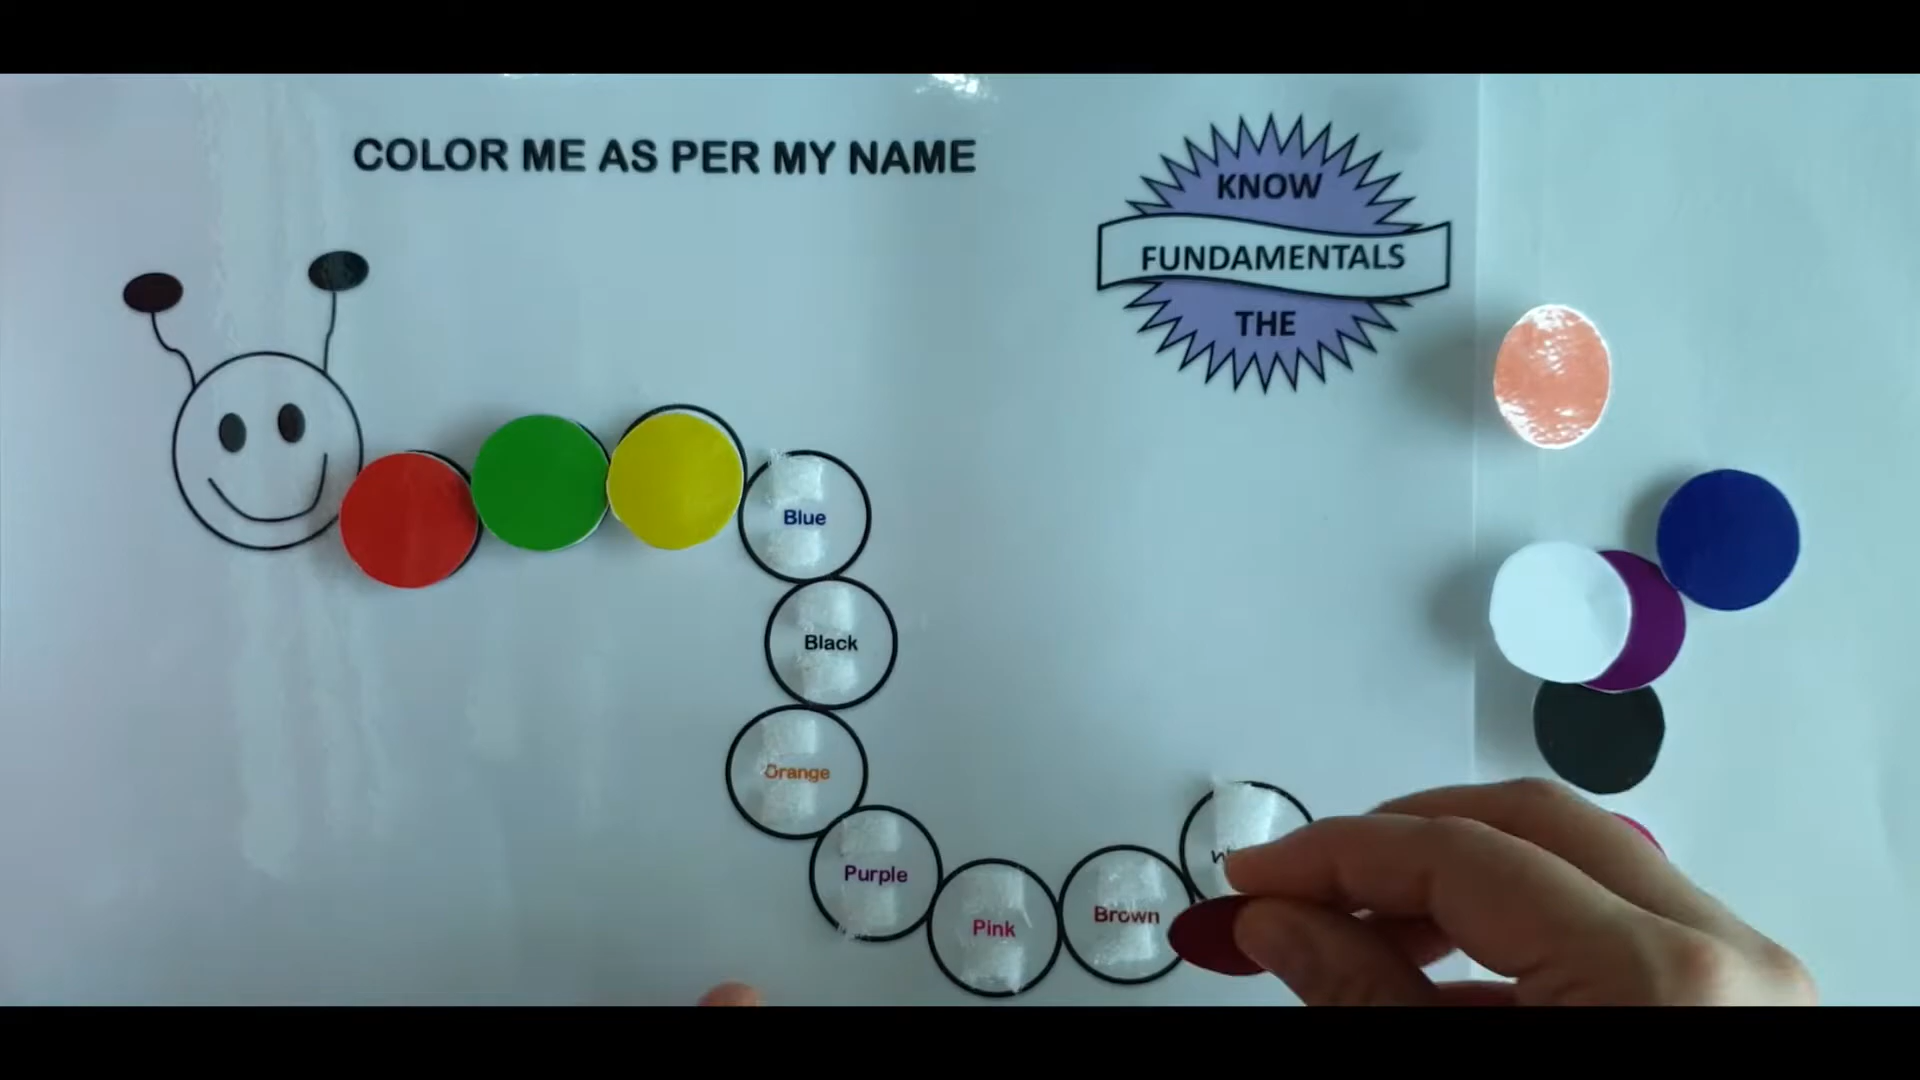 COLOR ME AS PER MY NAME
KNOW
FUNDAMENTALS
THE
Blue
Black
Orange
Purple
Pink
Brown